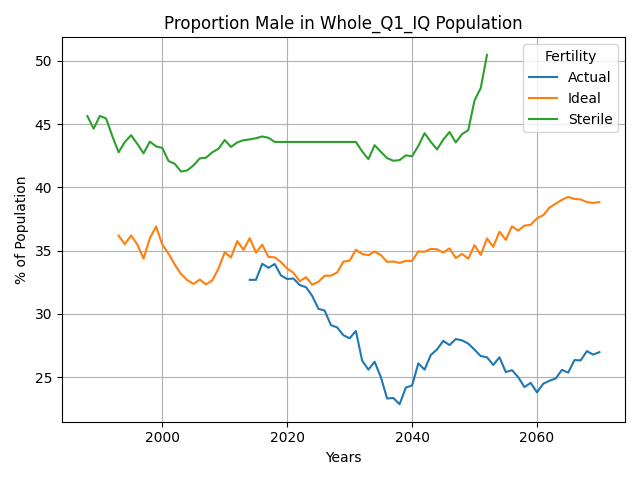 Proportion Male in Whole_Q1_IQ Population
% of Population
50
45
40
35
30
25
Fertility
Actual
Ideal
Sterile
2000
2020
2040
2060
Years